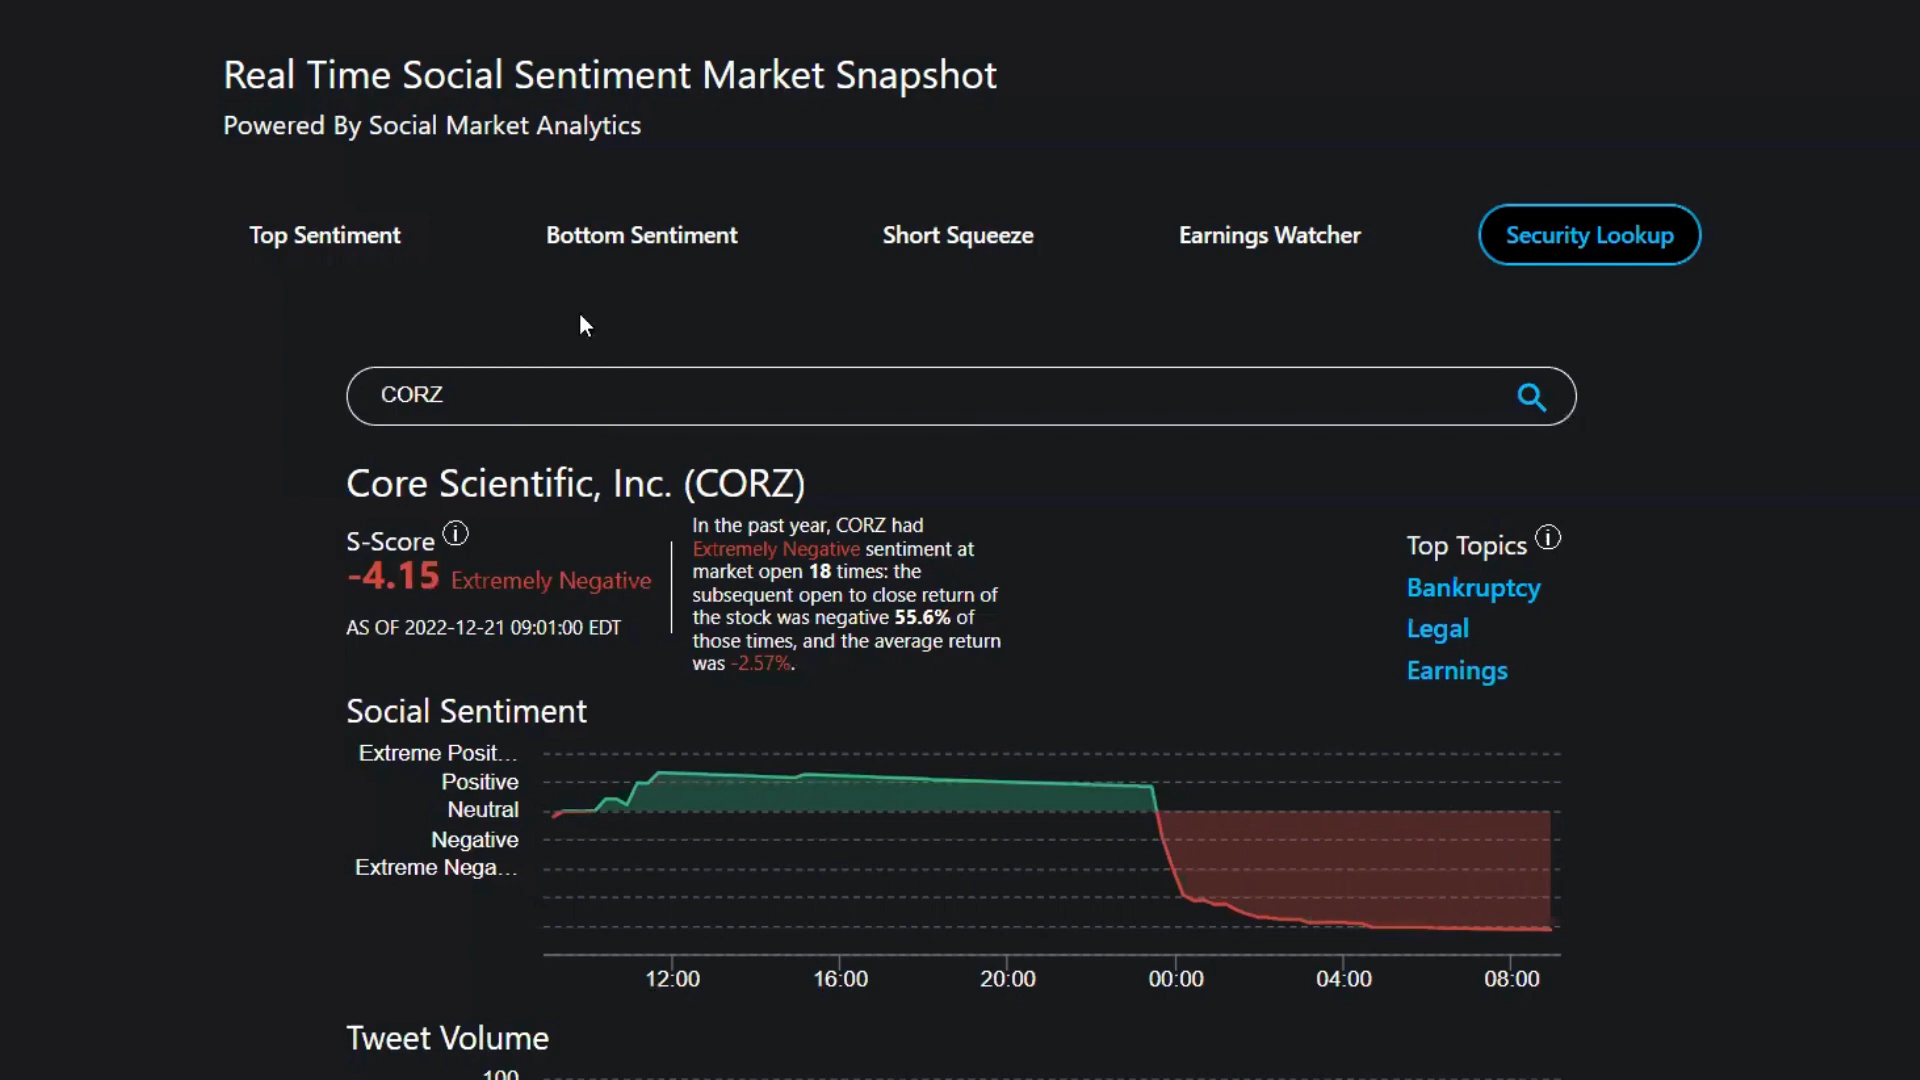 Real Time Social Sentiment Market Snapshot
Powered By Social Market Analytics
Top Sentiment
Bottom Sentiment
Short Squeeze
Earnings Watcher
Security Lookup
CORZ
Core Scientific, Inc. (CORZ)
S-Score
-4.15 Extremely Negative
AS OF 2022-12-21 09:01:00 EDT
In the past year, CORZ had
Extremely Negative sentiment at
market open 18 times: the
subsequent open to close return of
the stock was negative 55.6% of
those times, and the average return
was -2.57%.
Top Topics
Bankruptcy
Legal
Earnings
Social Sentiment
Extreme Posit...
Positive
Neutral
Negative
Extreme Nega...
12:00
16:00
20:00
00:00
04:00
08:00
Tweet Volume
100